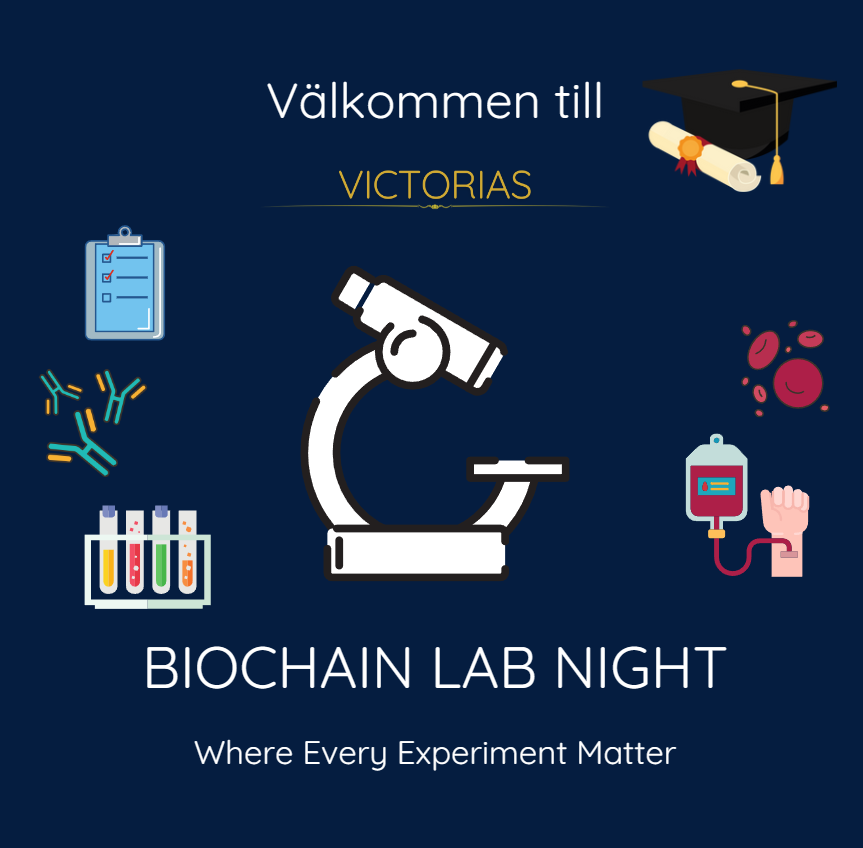 Välkommen till
VICTORIAS
BIOCHAIN LAB NIGHT
Where Every Experiment Matter